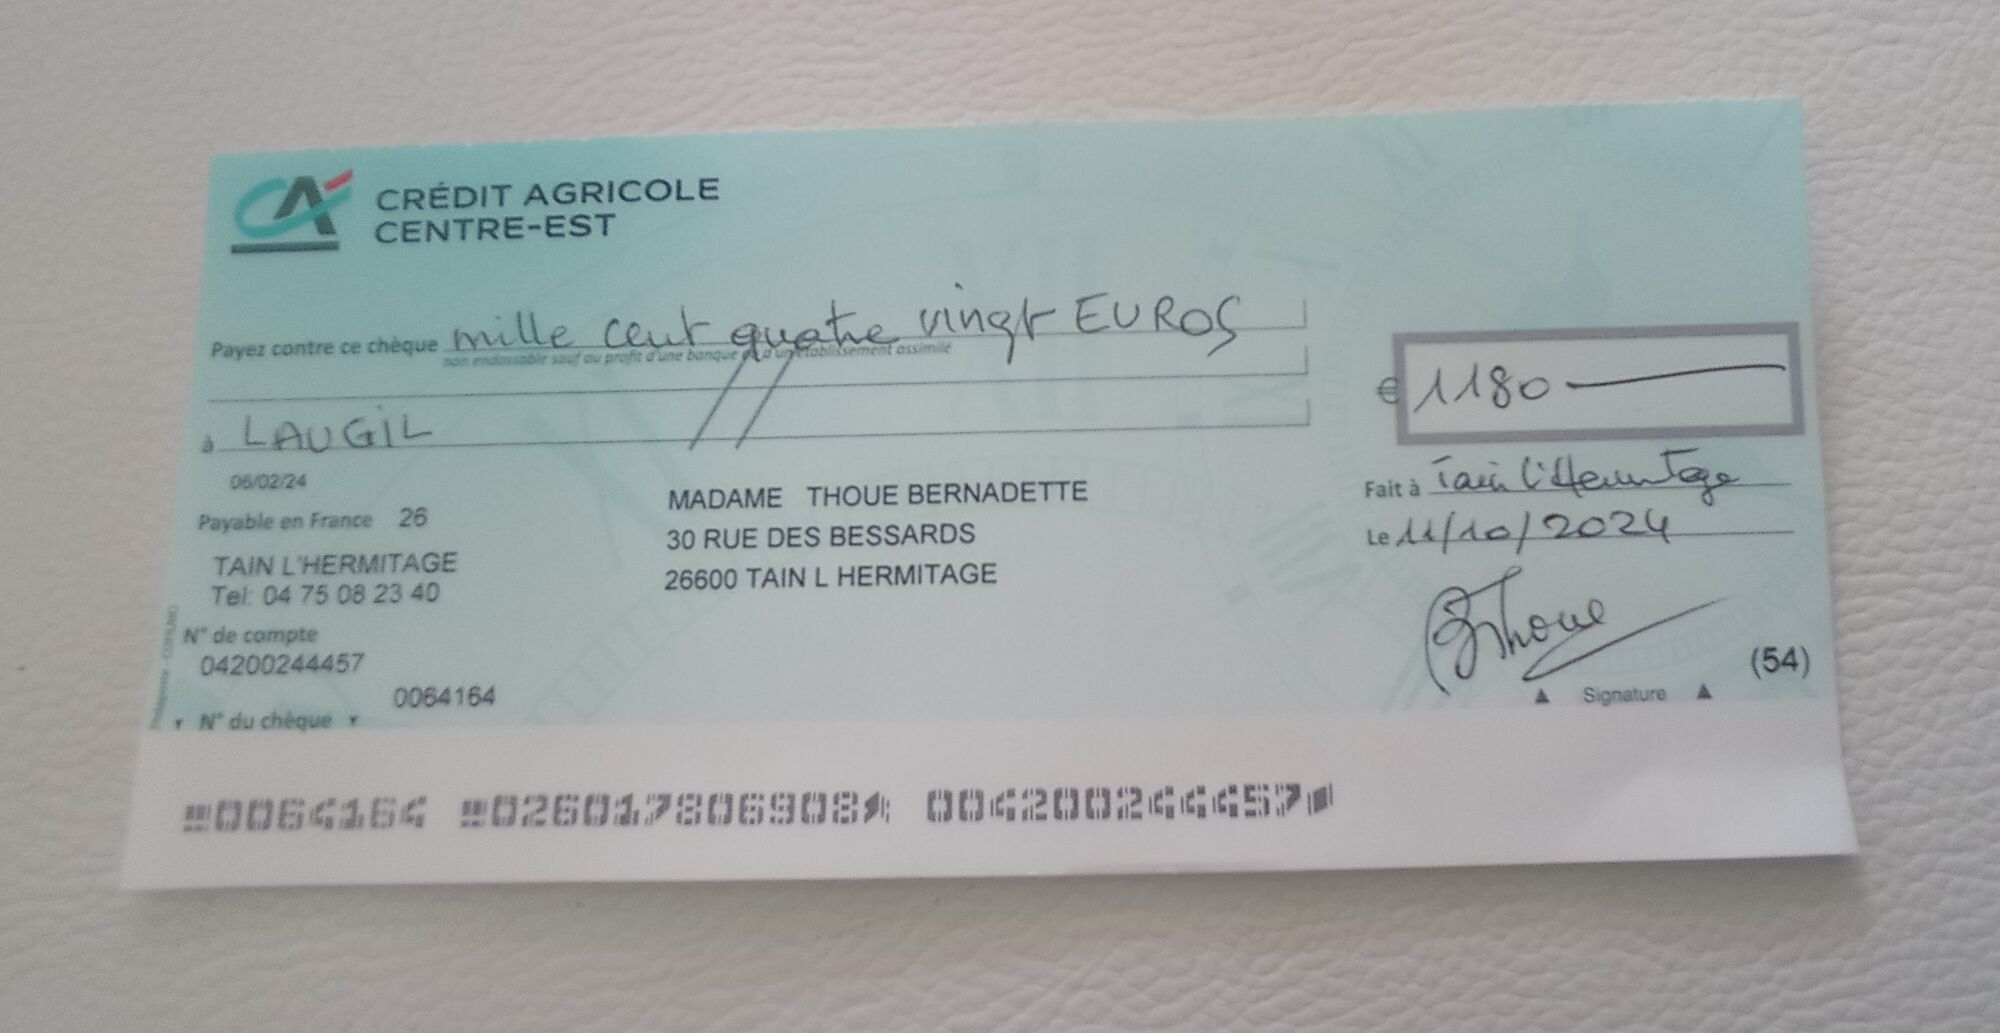 CRÉDIT AGRICOLE
CENTRE-EST
Payez contre ce chèque mille cent quatre vingt EUROS
non endossable sauf au profit d'une banque ou d'un établissement assimilé
€ 1180
à LAUGIL
Fait à Tain l'Hermitage
Le 11/10/2024
06/02/24
Payable en France 26
TAIN L'HERMITAGE
Tel: 04 75 08 23 40
MADAME THOUE BERNADETTE
30 RUE DES BESSARDS
26600 TAIN L HERMITAGE
N° de compte
04200244457
0064164
N° du chèque
BThoue
Signature
(54)
0064164 026017806908 004200244457